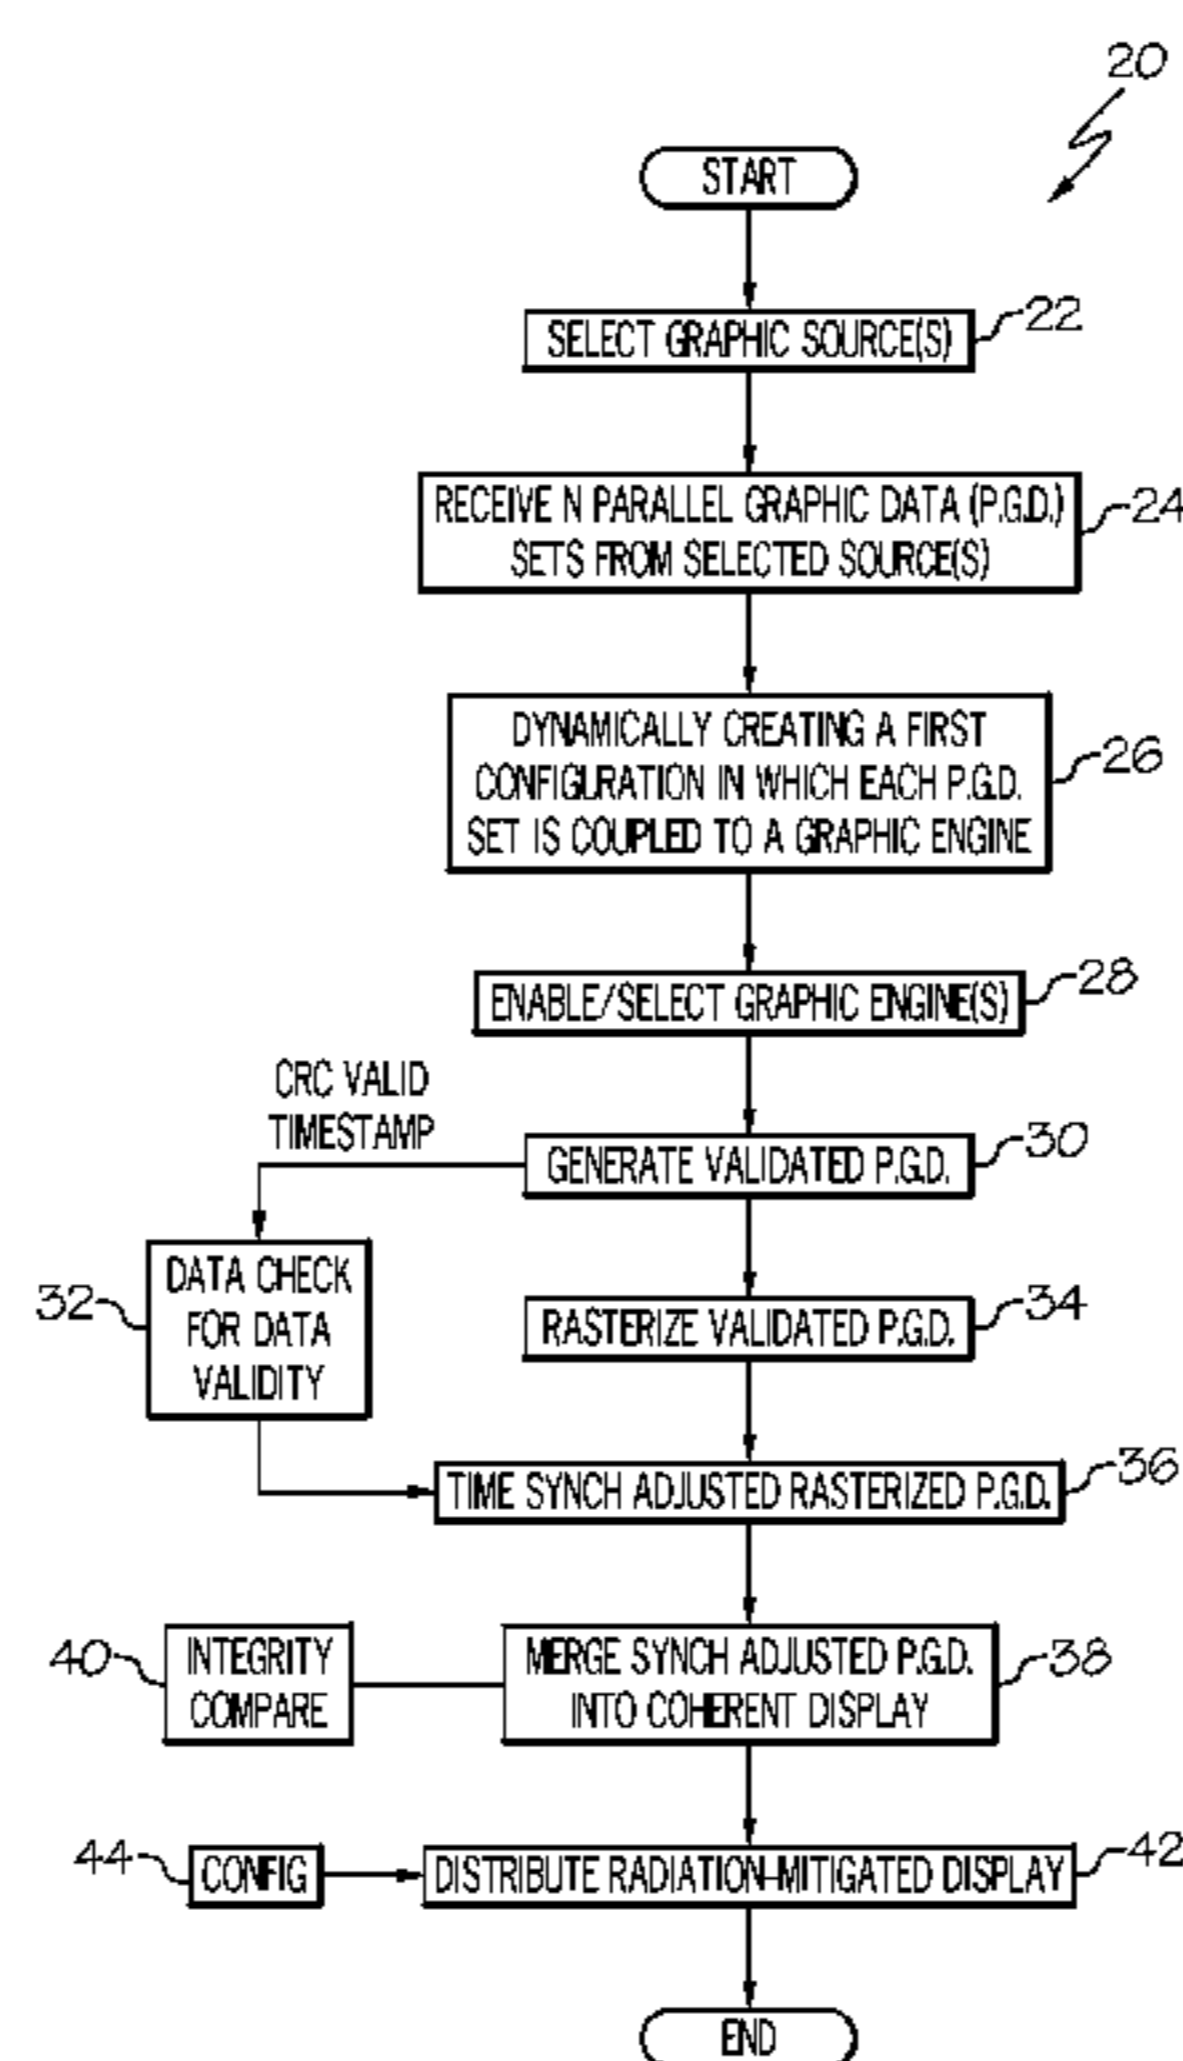 20
START
SELECT GRAPHIC SOURCE(S)
22
RECEIVE N PARALLEL GRAPHIC DATA (P.G.D.)
SETS FROM SELECTED SOURCE(S)
24
DYNAMICALLY CREATING A FIRST
CONFIGURATION IN WHICH EACH P.G.D.
SET IS COUPLED TO A GRAPHIC ENGINE
26
ENABLE/SELECT GRAPHIC ENGINE(S)
28
CRC VALID
TIMESTAMP
GENERATE VALIDATED P.G.D.
30
32
DATA CHECK
FOR DATA
VALIDITY
RASTERIZE VALIDATED P.G.D.
34
TIME SYNCH ADJUSTED RASTERIZED P.G.D.
36
40
INTEGRITY
COMPARE
MERGE SYNCH ADJUSTED P.G.D.
INTO COHERENT DISPLAY
38
44
CONFIG
DISTRIBUTE RADIATION-MITIGATED DISPLAY
42
END